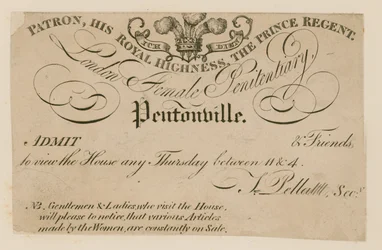 PATRON, HIS ROYAL HIGHNESS, THE PRINCE REGENT.
ICH DIEN
London Female Penitentiary,
Pentonville.
ADMIT & Friends,
to view the House any Thursday between 11 & 4.
Secy.
NB. Gentlemen & Ladies, who visit the House,
will please to notice, that various Articles
made by the Women, are constantly on Sale.